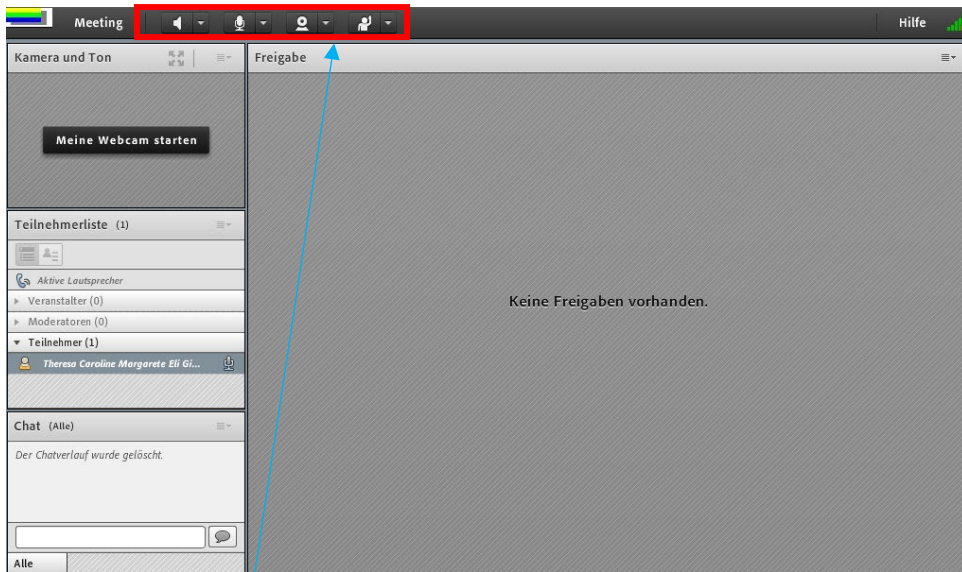 Meeting
Hilfe
Kamera und Ton
Freigabe
Meine Webcam starten
Teilnehmerliste (1)
Aktive Lautsprecher
Veranstalter (0)
Moderatoren (0)
Teilnehmer (1)
Theresa Caroline Margarete Eli Gi...
Keine Freigaben vorhanden.
Chat (Alle)
Der Chatverlauf wurde gelöscht.
Alle